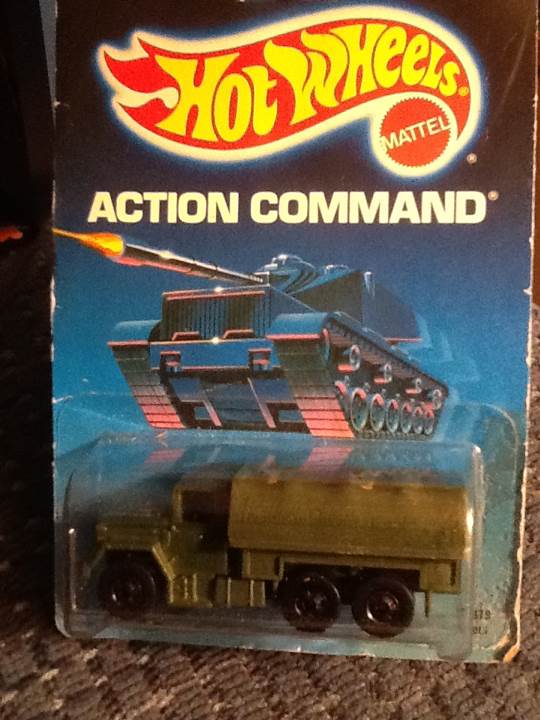 HOT WHEELS®
MATTEL
®
ACTION COMMAND®